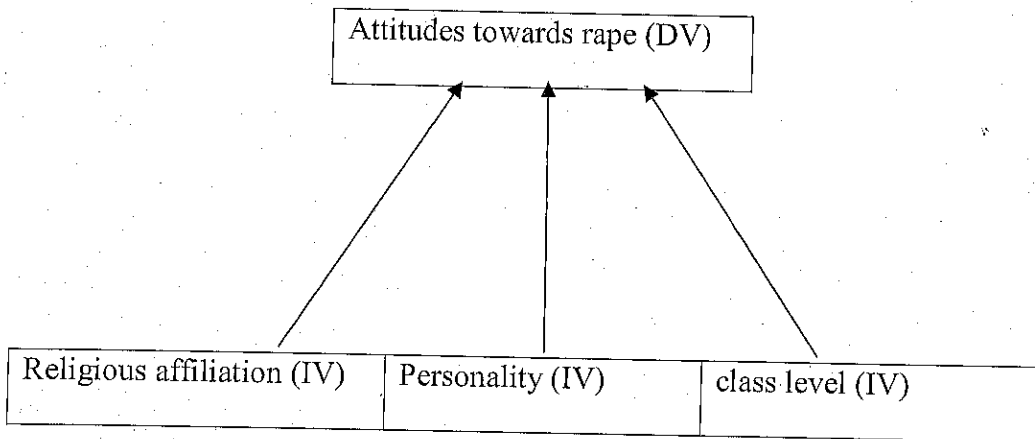 Attitudes towards rape (DV)
Religious affiliation (IV)
Personality (IV)
class level (IV)